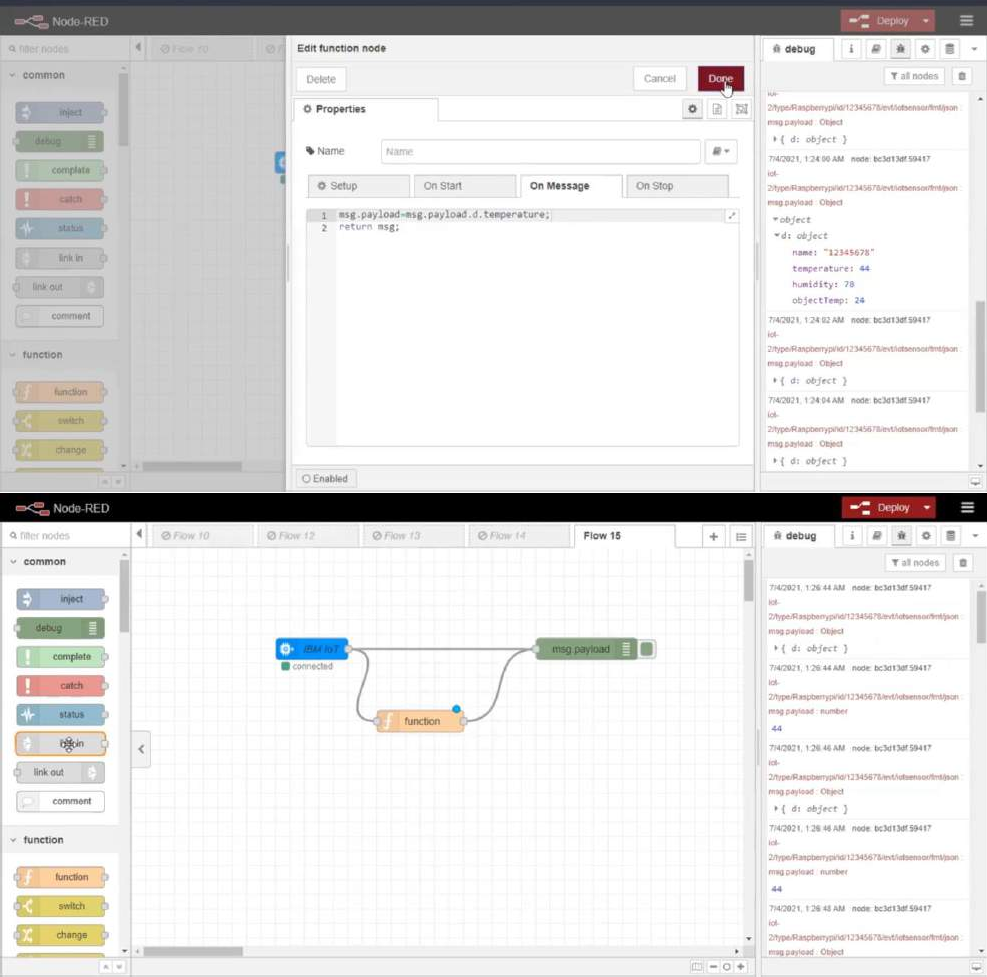 Node-RED
Deploy
filter nodes
Flow 10
common
inject
debug
complete
catch
status
link in
link out
comment
function
function
switch
change
Edit function node
Delete
Cancel
Done
Properties
Name
Name
Setup
On Start
On Message
On Stop
1 msg.payload=msg.payload.d.temperature;
2 return msg;
Enabled
debug
all nodes
iot-
2/type/Raspberrypi/id/12345678/evt/iotsensor/fmt/json :
msg.payload : Object
{ d: object }
7/4/2021, 1:24:00 AM node: bc3d13df.59417
iot-
2/type/Raspberrypi/id/12345678/evt/iotsensor/fmt/json :
msg.payload : Object
object
d: object
name: "12345678"
temperature: 44
humidity: 78
objectTemp: 24
7/4/2021, 1:24:02 AM node: bc3d13df.59417
iot-
2/type/Raspberrypi/id/12345678/evt/iotsensor/fmt/json :
msg.payload : Object
{ d: object }
7/4/2021, 1:24:04 AM node: bc3d13df.59417
iot-
2/type/Raspberrypi/id/12345678/evt/iotsensor/fmt/json :
msg.payload : Object
{ d: object }
Node-RED
Deploy
filter nodes
Flow 10
Flow 12
Flow 13
Flow 14
Flow 15
common
inject
debug
complete
catch
status
link out
comment
function
function
switch
change
IBM IoT
connected
function
msg.payload
debug
all nodes
7/4/2021, 1:26:44 AM node: bc3d13df.59417
iot-
2/type/Raspberrypi/id/12345678/evt/iotsensor/fmt/json :
msg.payload : Object
{ d: object }
7/4/2021, 1:26:44 AM node: bc3d13df.59417
iot-
2/type/Raspberrypi/id/12345678/evt/iotsensor/fmt/json :
msg.payload : number
44
7/4/2021, 1:26:46 AM node: bc3d13df.59417
iot-
2/type/Raspberrypi/id/12345678/evt/iotsensor/fmt/json :
msg.payload : Object
{ d: object }
7/4/2021, 1:26:46 AM node: bc3d13df.59417
iot-
2/type/Raspberrypi/id/12345678/evt/iotsensor/fmt/json :
msg.payload : number
44
7/4/2021, 1:26:48 AM node: bc3d13df.59417
iot-
2/type/Raspberrypi/id/12345678/evt/iotsensor/fmt/json :
msg.payload : Object